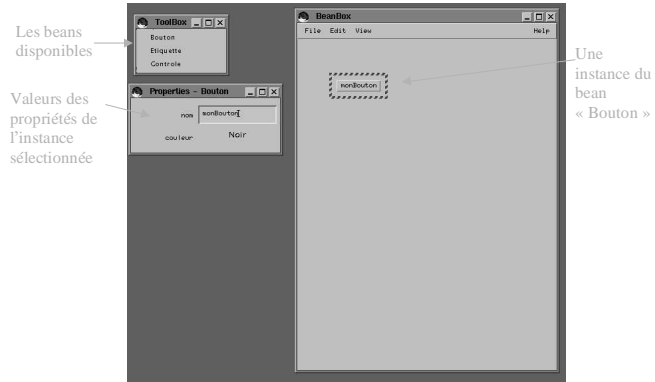 Les beans
disponibles
Valeurs des
propriétés de
l'instance
sélectionnée
ToolBox
Bouton
Etiquette
Controle
Properties - Bouton
nom monBouton
couleur Noir
BeanBox
File Edit View Help
monBouton
Une
instance du
bean
« Bouton »